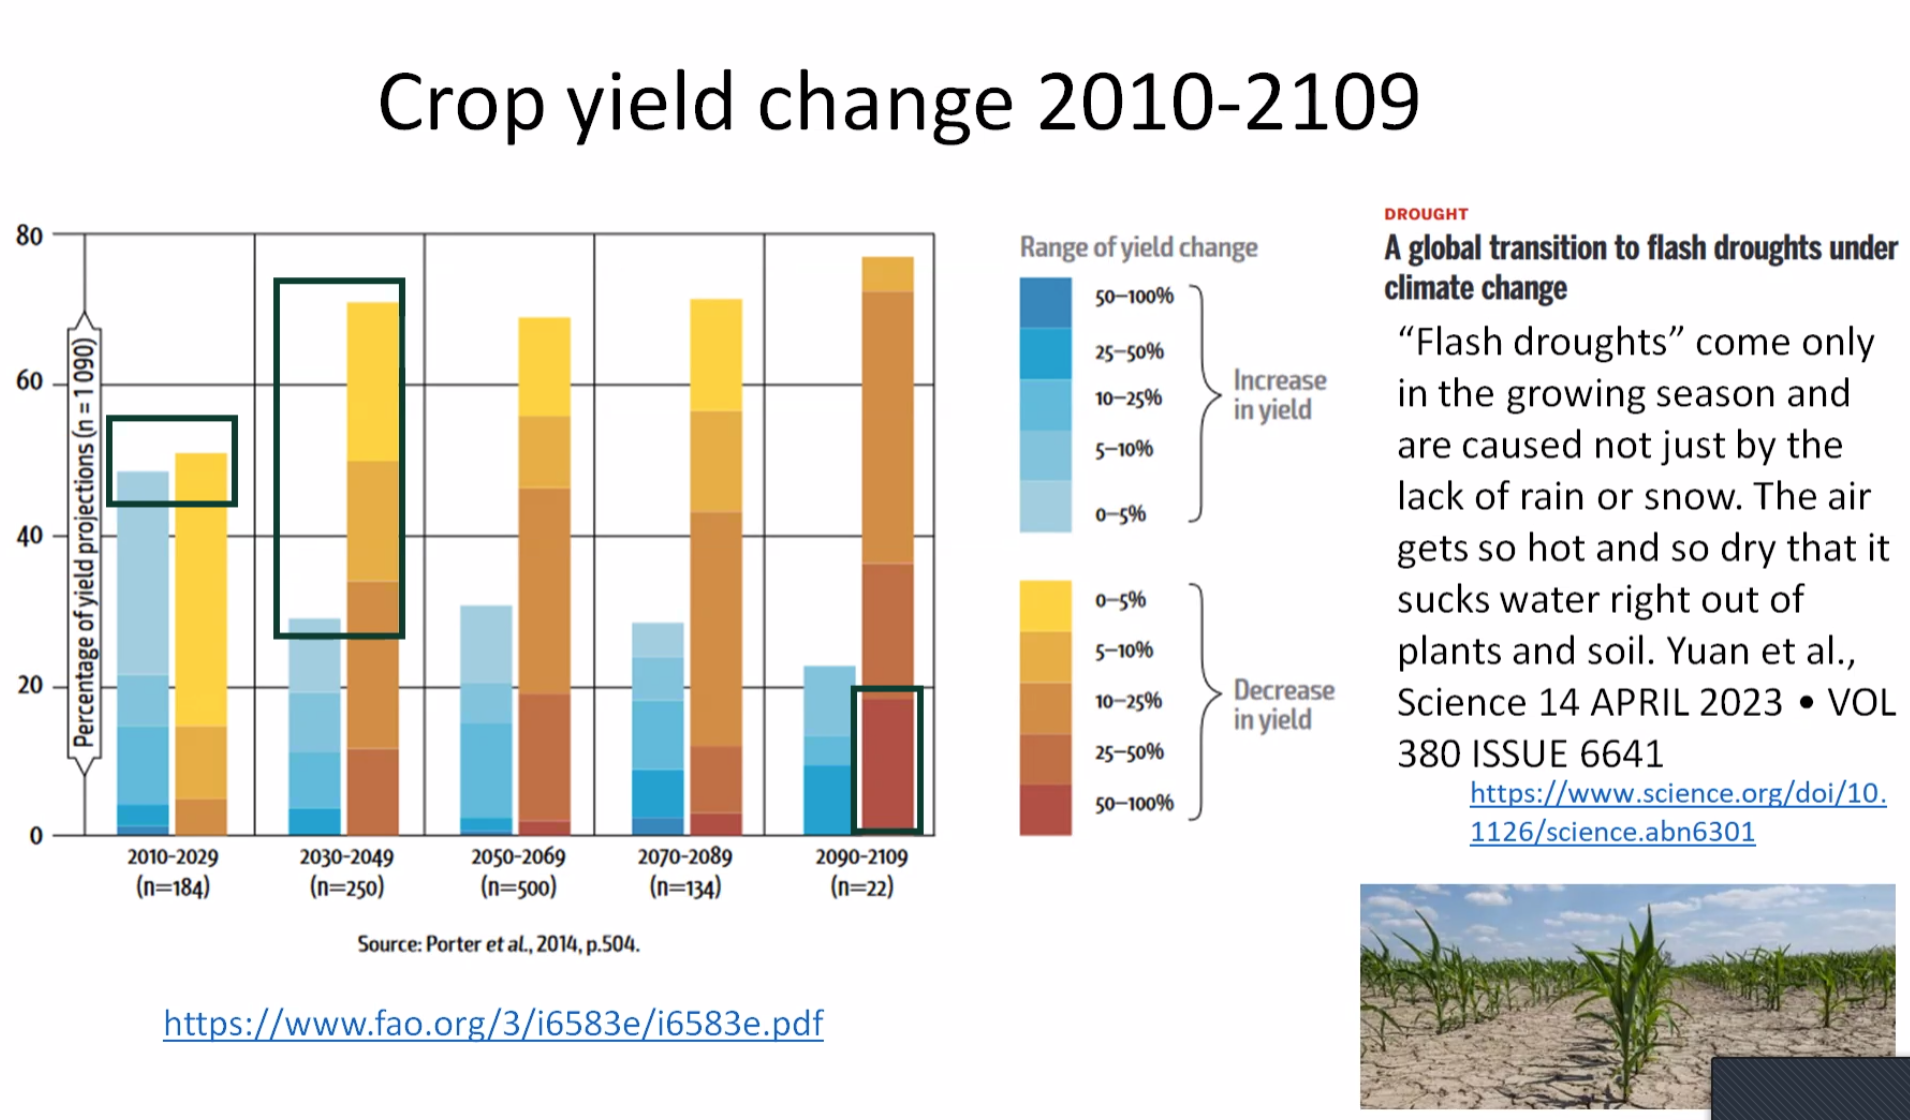 Crop yield change 2010-2109
80
60
40
20
0
Percentage of yield projections (n = 1 090)
2010-2029
(n=184)
2030-2049
(n=250)
2050-2069
(n=500)
2070-2089
(n=134)
2090-2109
(n=22)
Source: Porter et al., 2014, p.504.
https://www.fao.org/3/i6583e/i6583e.pdf
Range of yield change
50–100%
25–50%
10–25%
5–10%
0–5%
Increase
in yield
0–5%
5–10%
10–25%
25–50%
50–100%
Decrease
in yield
DROUGHT
A global transition to flash droughts under
climate change
“Flash droughts” come only
in the growing season and
are caused not just by the
lack of rain or snow. The air
gets so hot and so dry that it
sucks water right out of
plants and soil. Yuan et al.,
Science 14 APRIL 2023 • VOL
380 ISSUE 6641
https://www.science.org/doi/10.
1126/science.abn6301